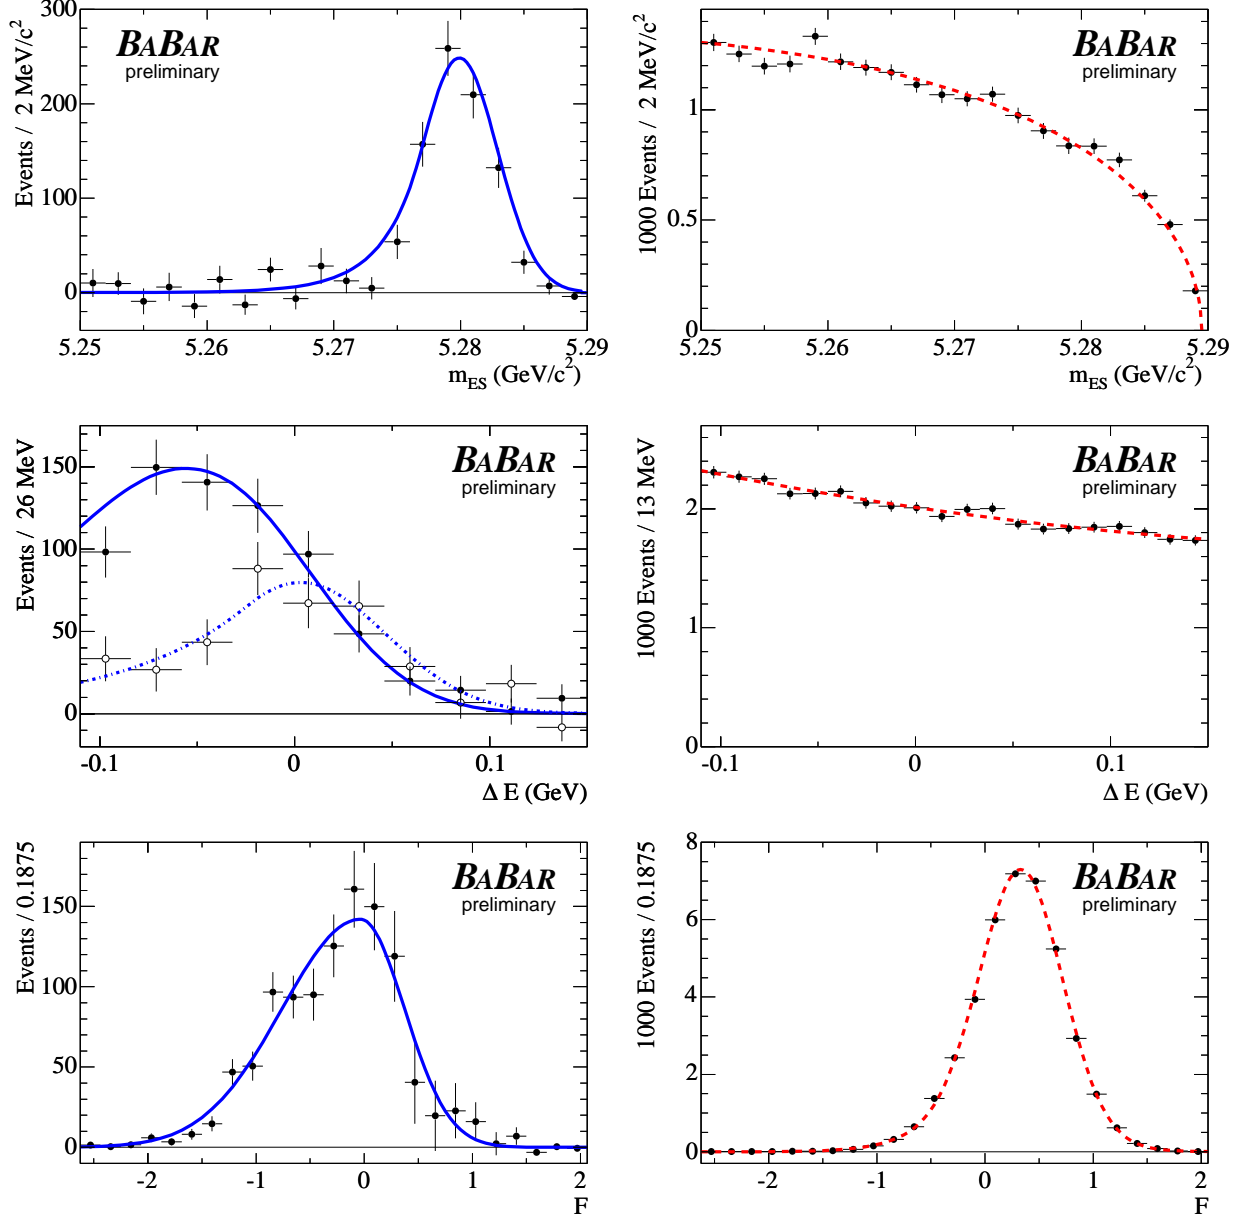 Events / 2 MeV/c²
300
200
100
0
BABAR
preliminary
5.25 5.26 5.27 5.28 5.29
m_ES (GeV/c²)
1000 Events / 2 MeV/c²
1
0.5
0
BABAR
preliminary
5.25 5.26 5.27 5.28 5.29
m_ES (GeV/c²)
Events / 26 MeV
150
100
50
0
BABAR
preliminary
-0.1 0 0.1
Δ E (GeV)
1000 Events / 13 MeV
2
1
0
BABAR
preliminary
-0.1 0 0.1
Δ E (GeV)
Events / 0.1875
150
100
50
0
BABAR
preliminary
-2 -1 0 1 2
F
1000 Events / 0.1875
8
6
4
2
0
BABAR
preliminary
-2 -1 0 1 2
F